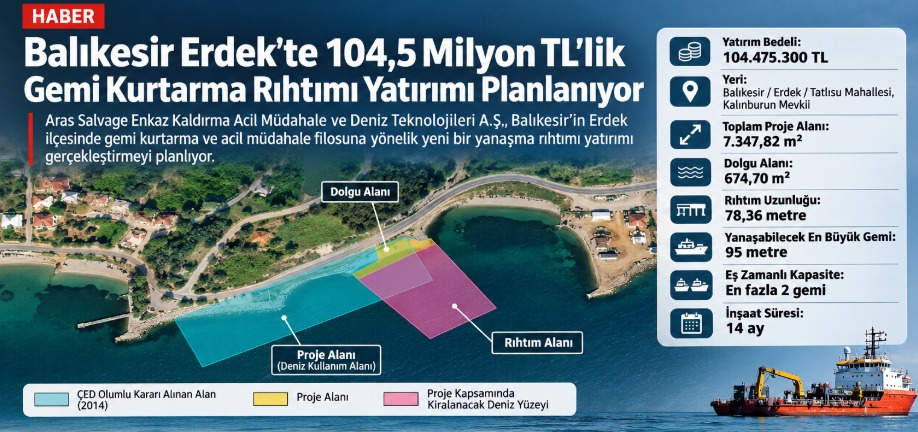 HABER
Balıkesir Erdek’te 104,5 Milyon TL’lik
Gemi Kurtarma Rıhtımı Yatırımı Planlanıyor
Aras Salvage Enkaz Kaldırma Acil Müdahale ve Deniz Teknolojileri A.Ş., Balıkesir’in Erdek
ilçesinde gemi kurtarma ve acil müdahale filosuna yönelik yeni bir yanaşma rıhtımı yatırımı
gerçekleştirmeyi planlıyor.
Dolgu Alanı
Proje Alanı
(Deniz Kullanım Alanı)
Rıhtım Alanı
ÇED Olumlu Kararı Alınan Alan
(2014)
Proje Alanı
Proje Kapsamında
Kiralanacak Deniz Yüzeyi
Yatırım Bedeli:
104.475.300 TL
Yeri:
Balıkesir / Erdek / Tatlısu Mahallesi,
Kalınburun Mevkii
Toplam Proje Alanı:
7.347,82 m²
Dolgu Alanı:
674,70 m²
Rıhtım Uzunluğu:
78,36 metre
Yanaşabilecek En Büyük Gemi:
95 metre
Eş Zamanlı Kapasite:
En fazla 2 gemi
İnşaat Süresi:
14 ay